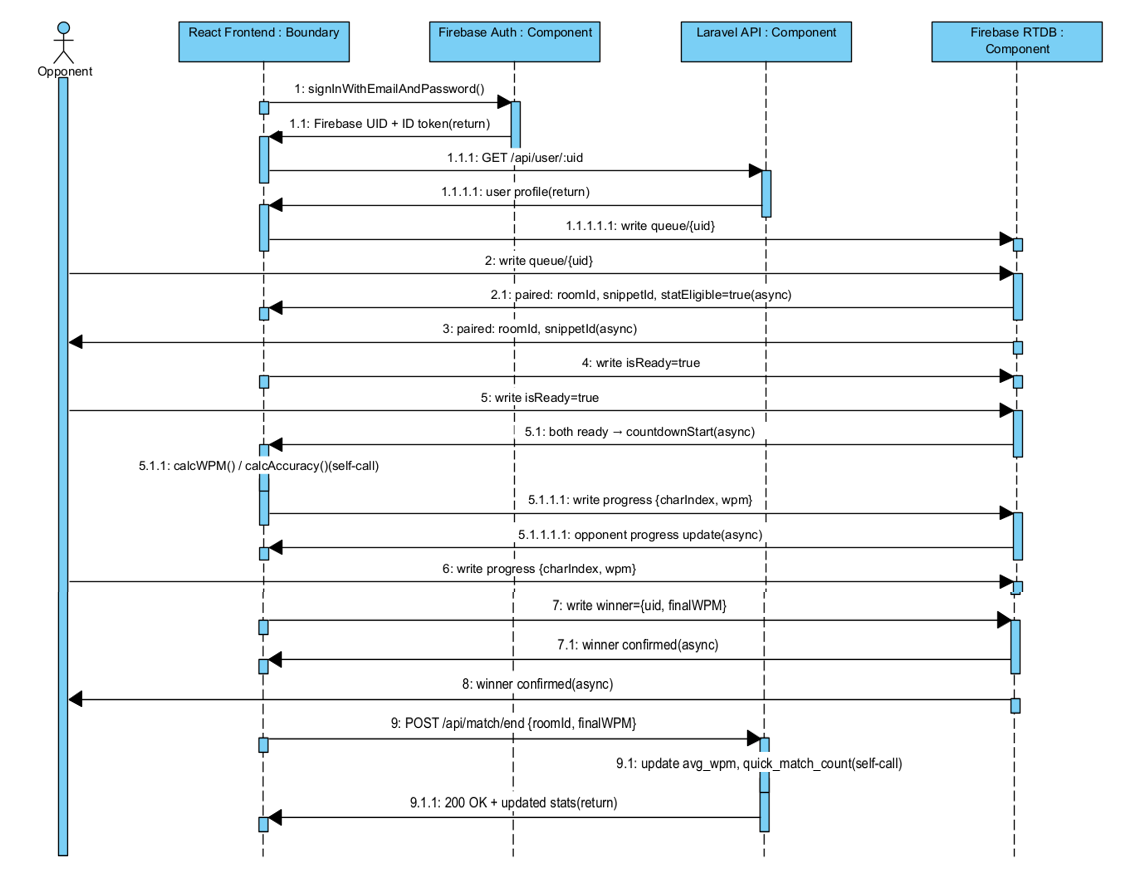 React Frontend : Boundary
Firebase Auth : Component
Laravel API : Component
Firebase RTDB :
Component
Opponent
1: signInWithEmailAndPassword()
1.1: Firebase UID + ID token(return)
1.1.1: GET /api/user/:uid
1.1.1.1: user profile(return)
1.1.1.1.1: write queue/{uid}
2: write queue/{uid}
2.1: paired: roomId, snippetId, statEligible=true(async)
3: paired: roomId, snippetId(async)
4: write isReady=true
5: write isReady=true
5.1: both ready → countdownStart(async)
5.1.1: calcWPM() / calcAccuracy()(self-call)
5.1.1.1: write progress {charIndex, wpm}
5.1.1.1.1: opponent progress update(async)
6: write progress {charIndex, wpm}
7: write winner={uid, finalWPM}
7.1: winner confirmed(async)
8: winner confirmed(async)
9: POST /api/match/end {roomId, finalWPM}
9.1: update avg_wpm, quick_match_count(self-call)
9.1.1: 200 OK + updated stats(return)